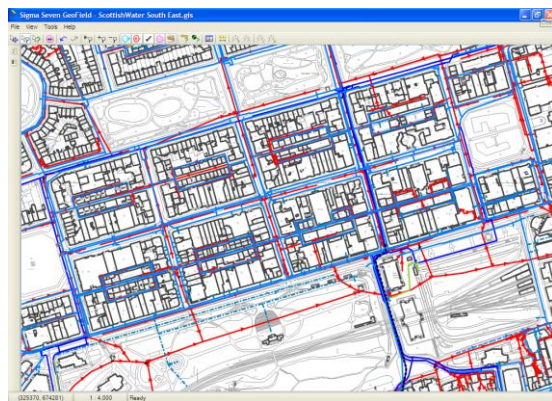 Sigma Seven GeoField - ScottishWater South East.gis
File View Tools Help
(325370, 674281) 1 : 4,000 Ready